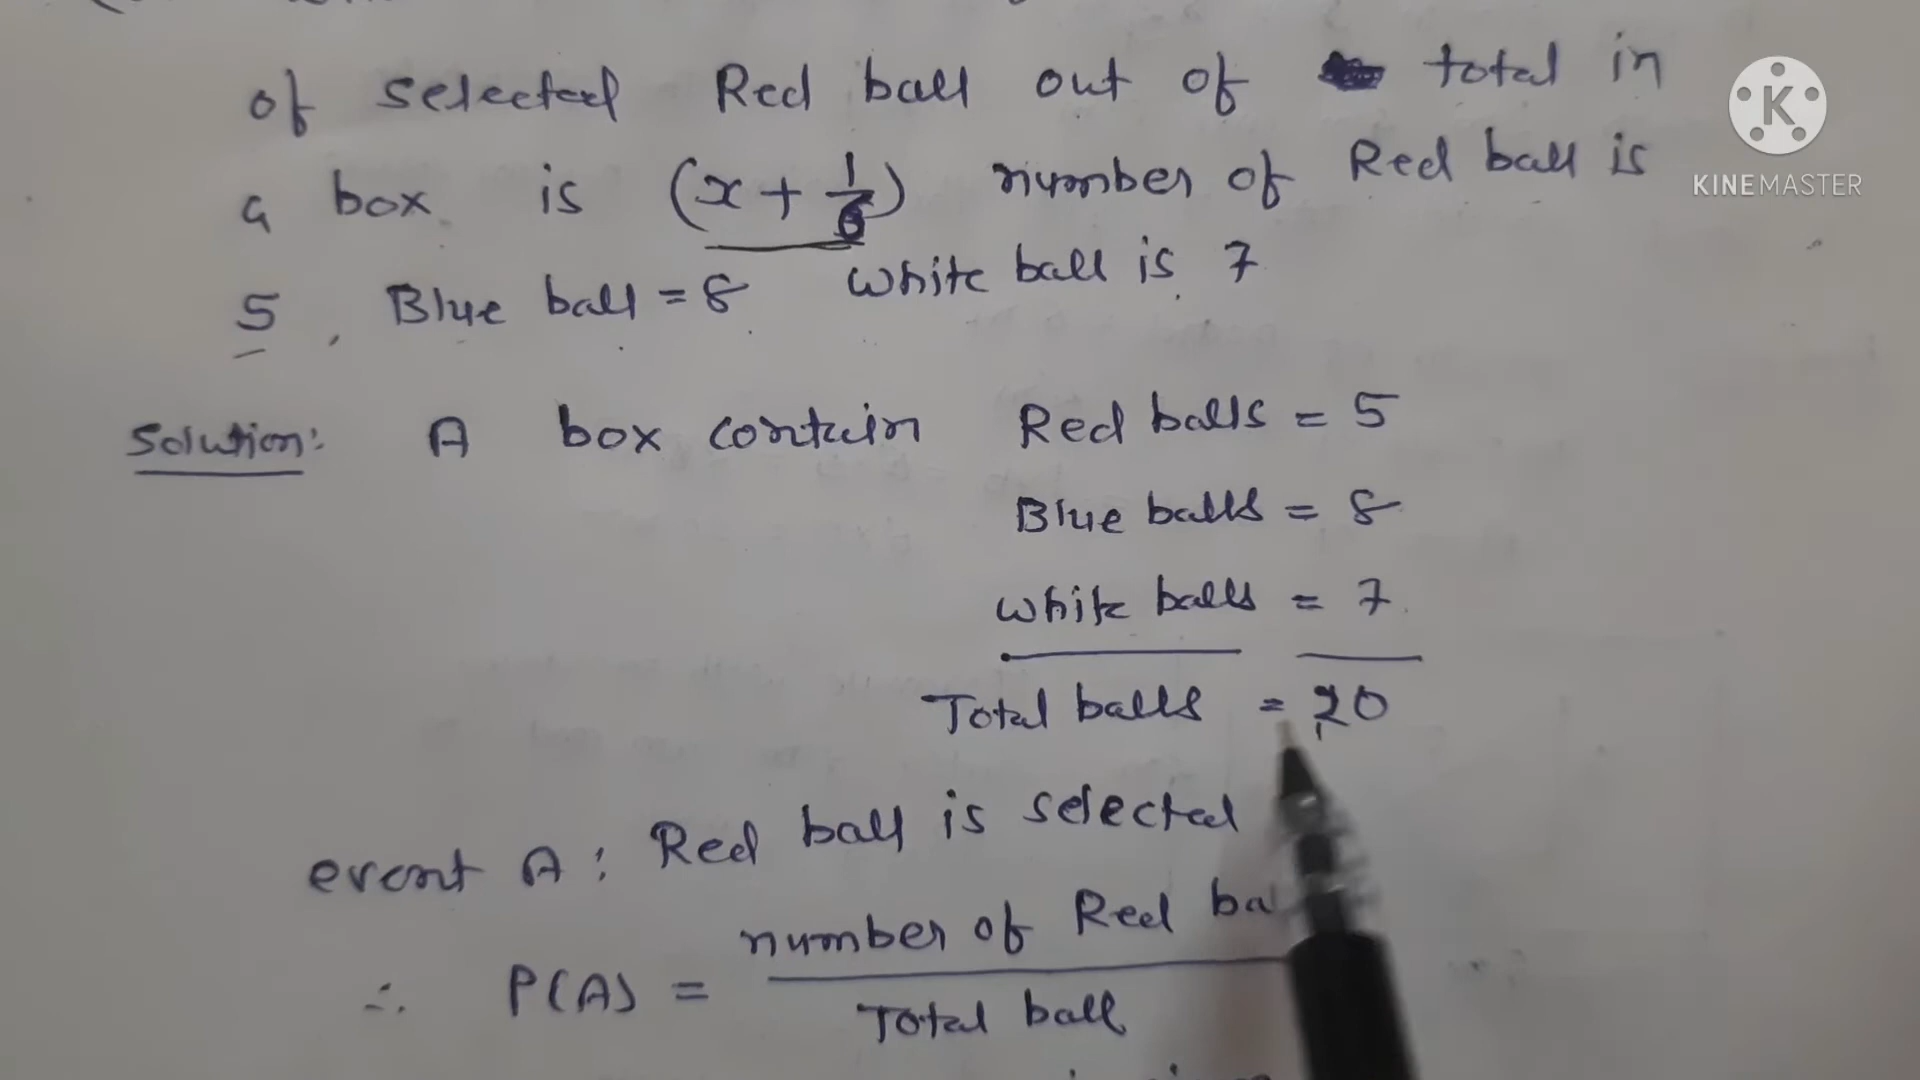 of selected Red ball out of total in
a box is (x + 1/6) number of Red ball is
5, Blue ball = 8 White ball is 7
Solution: A box contain Red balls = 5
Blue balls = 8
White balls = 7
Total balls = 20
event A: Red ball is selected
number of Red ba
∴ P(A) =
Total ball
K
KINEMASTER